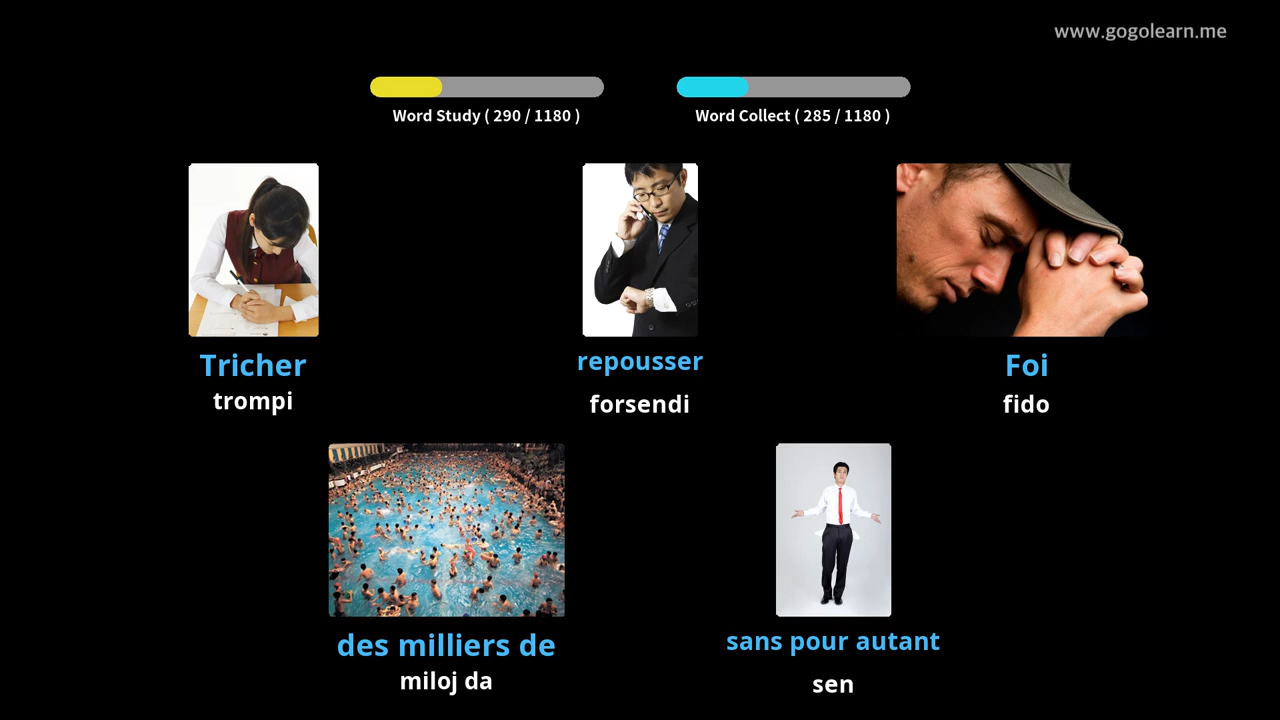 www.gogolearn.me
Word Study ( 290 / 1180 )
Word Collect ( 285 / 1180 )
Tricher
trompi
repousser
forsendi
Foi
fido
des milliers de
miloj da
sans pour autant
sen